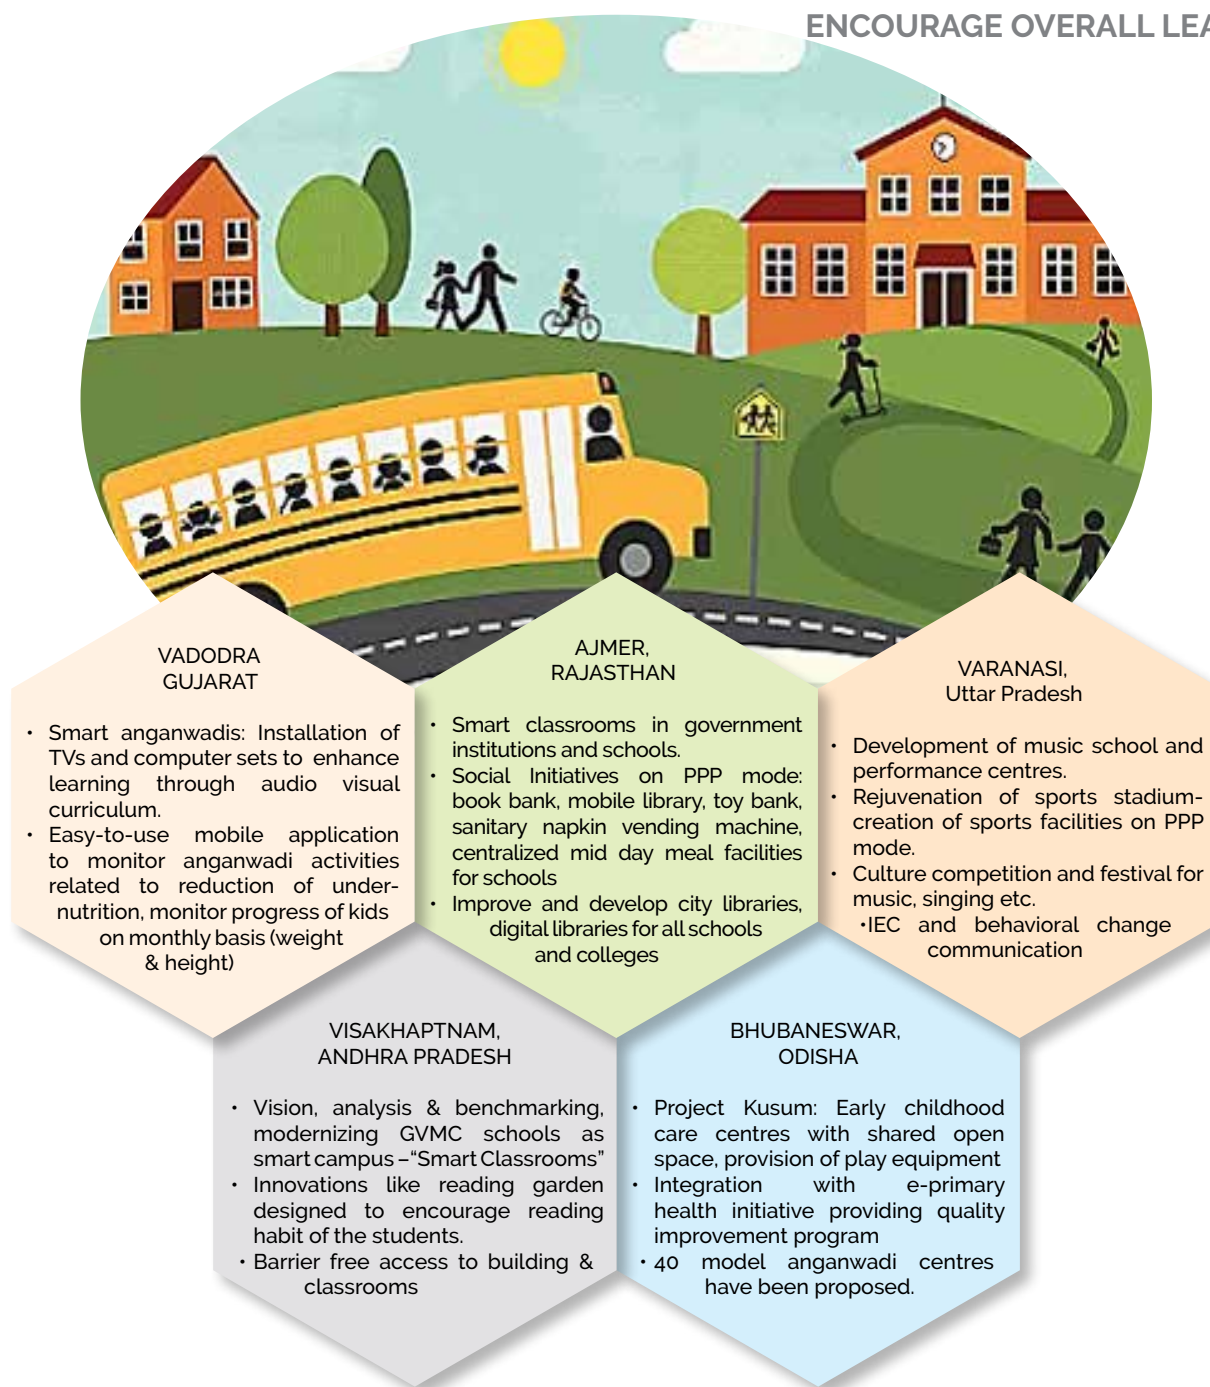 ENCOURAGE OVERALL
VADODRA
GUJARAT
• Smart anganwadis: Installation of
TVs and computer sets to enhance
learning through audio visual
curriculum.
• Easy-to-use mobile application
to monitor anganwadi activities
related to reduction of under-
nutrition, monitor progress of kids
on monthly basis (weight
& height)
AJMER,
RAJASTHAN
• Smart classrooms in government
institutions and schools.
• Social Initiatives on PPP mode:
book bank, mobile library, toy bank,
sanitary napkin vending machine,
centralized mid day meal facilities
for schools
• Improve and develop city libraries,
digital libraries for all schools
and colleges
VARANASI,
Uttar Pradesh
• Development of music school and
performance centres.
• Rejuvenation of sports stadium-
creation of sports facilities on PPP
mode.
• Culture competition and festival for
music, singing etc.
•IEC and behavioral change
communication
VISAKHAPTNAM,
ANDHRA PRADESH
• Vision, analysis & benchmarking,
modernizing GVMC schools as
smart campus –“Smart Classrooms”
• Innovations like reading garden
designed to encourage reading
habit of the students.
• Barrier free access to building &
classrooms
BHUBANESWAR,
ODISHA
• Project Kusum: Early childhood
care centres with shared open
space, provision of play equipment
• Integration with e-primary
health initiative providing quality
improvement program
• 40 model anganwadi centres
have been proposed.